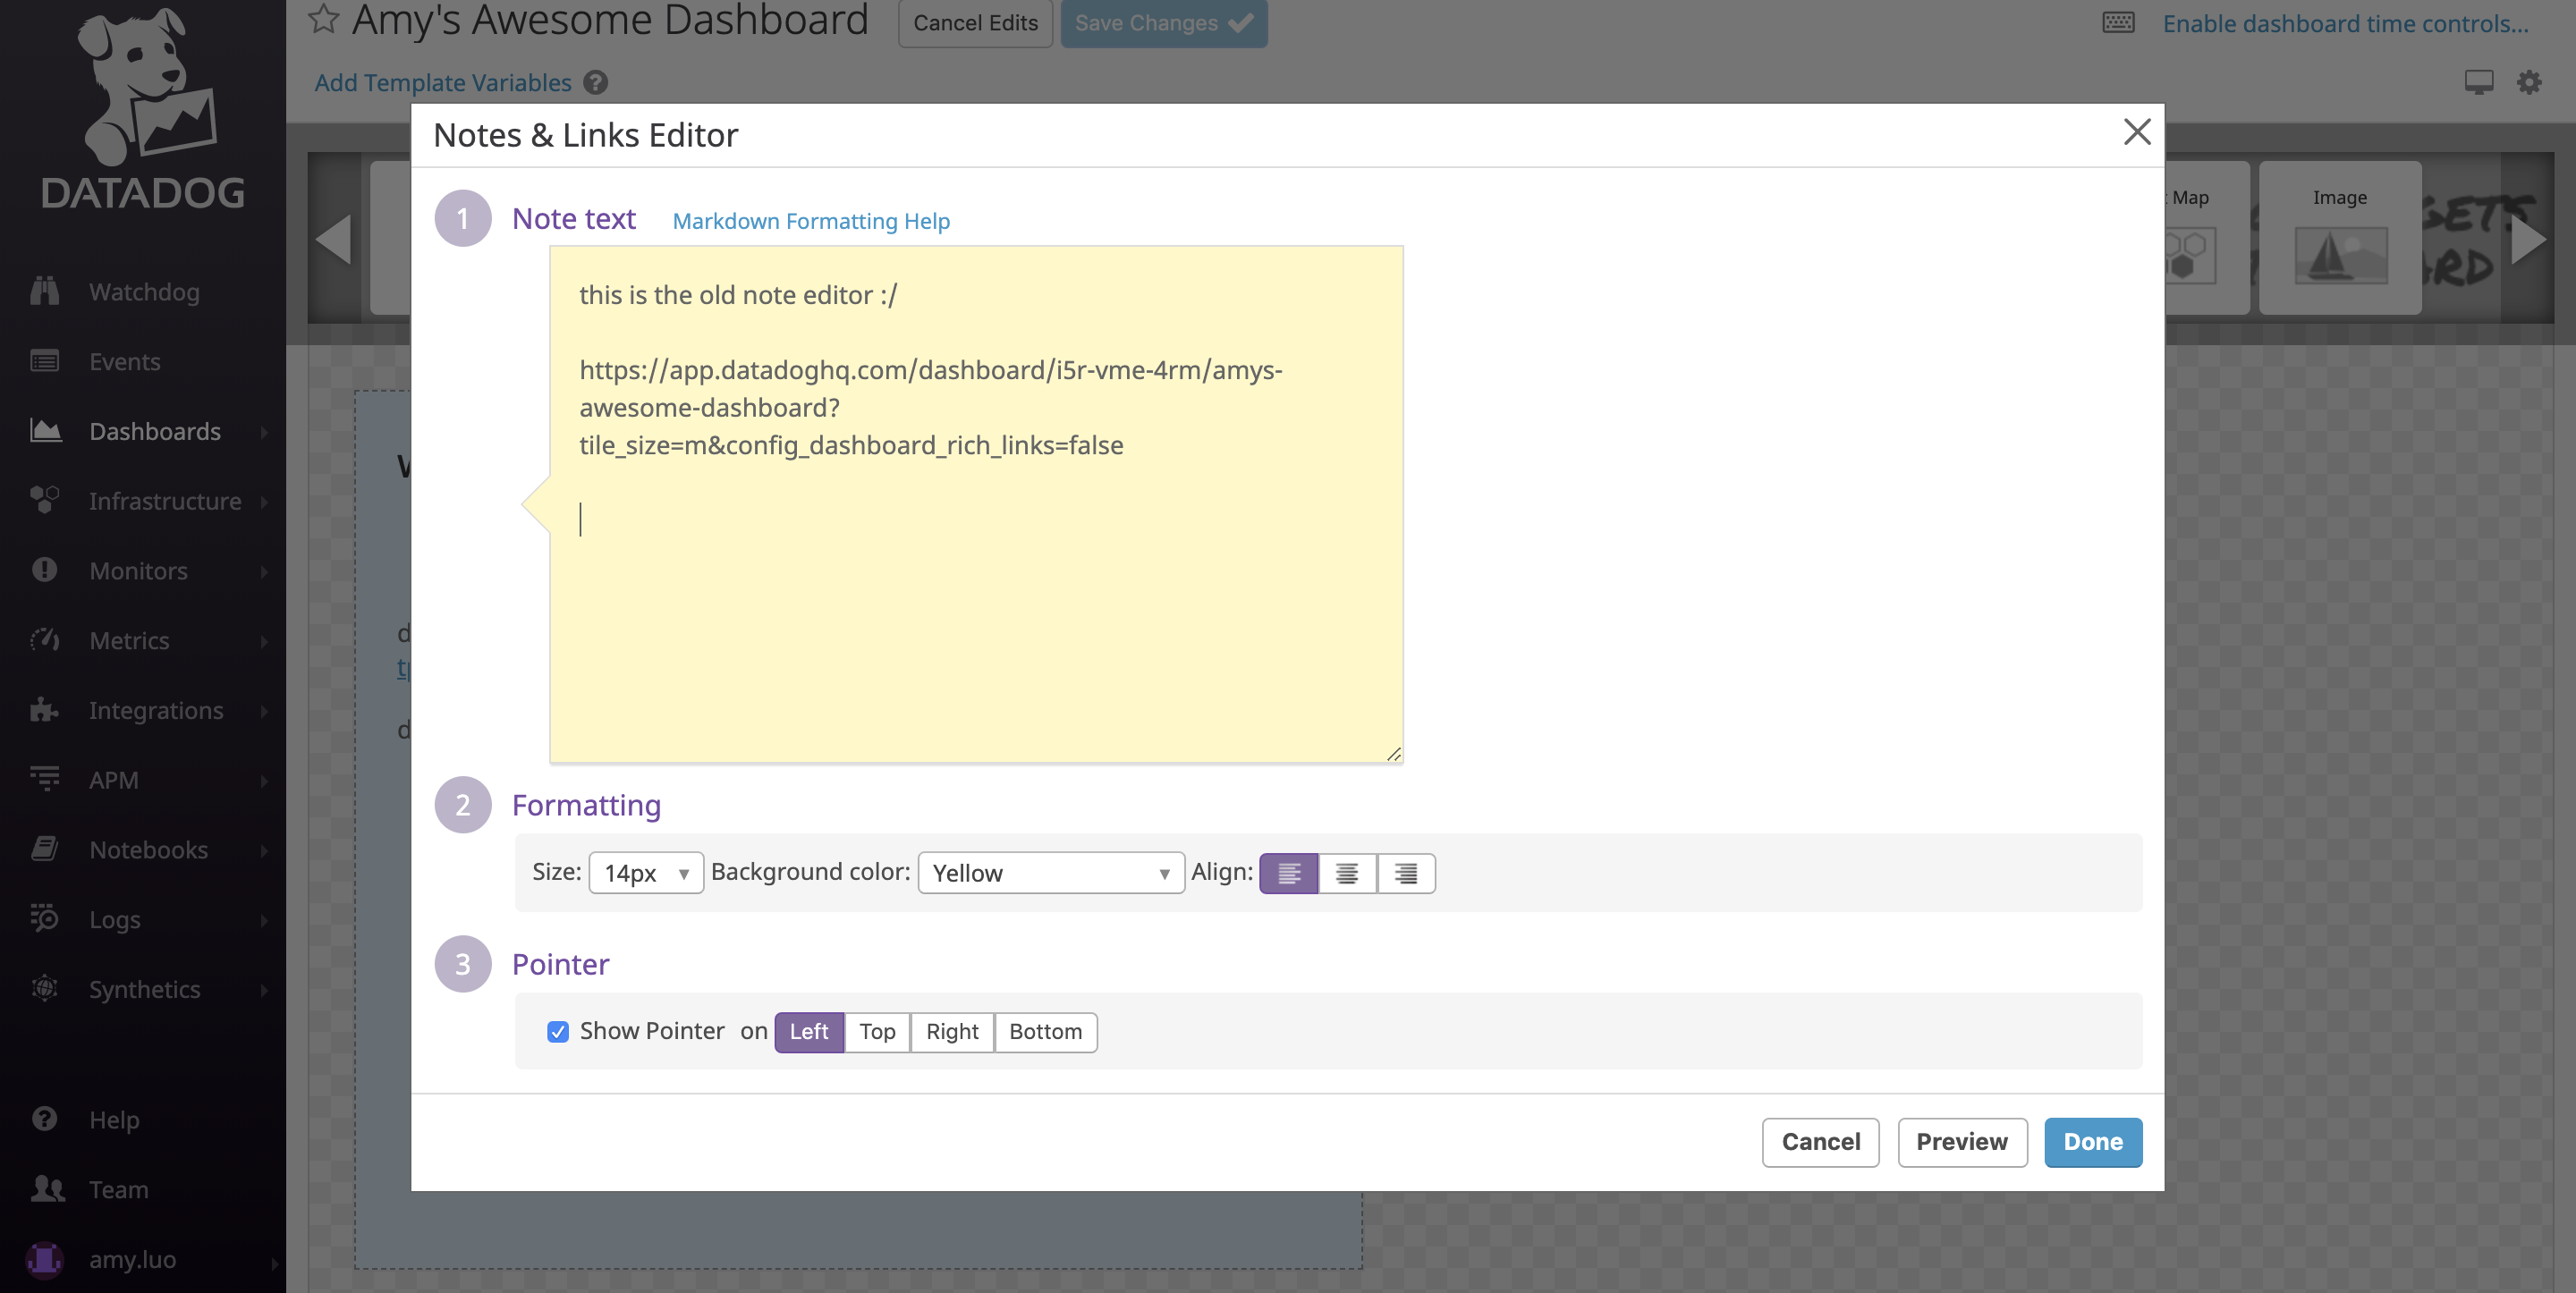 Amy's Awesome Dashboard
Cancel Edits
Save Changes
Enable dashboard time controls...
Add Template Variables ?
DATADOG
Watchdog
Events
Dashboards
Infrastructure
Monitors
Metrics
Integrations
APM
Notebooks
Logs
Synthetics
Help
Team
amy.luo
Map
Image
Notes & Links Editor
1 Note text Markdown Formatting Help
this is the old note editor :/
https://app.datadoghq.com/dashboard/i5r-vme-4rm/amys-
awesome-dashboard?
tile_size=m&config_dashboard_rich_links=false
2 Formatting
Size: 14px Background color: Yellow Align:
3 Pointer
Show Pointer on Left Top Right Bottom
Cancel Preview Done